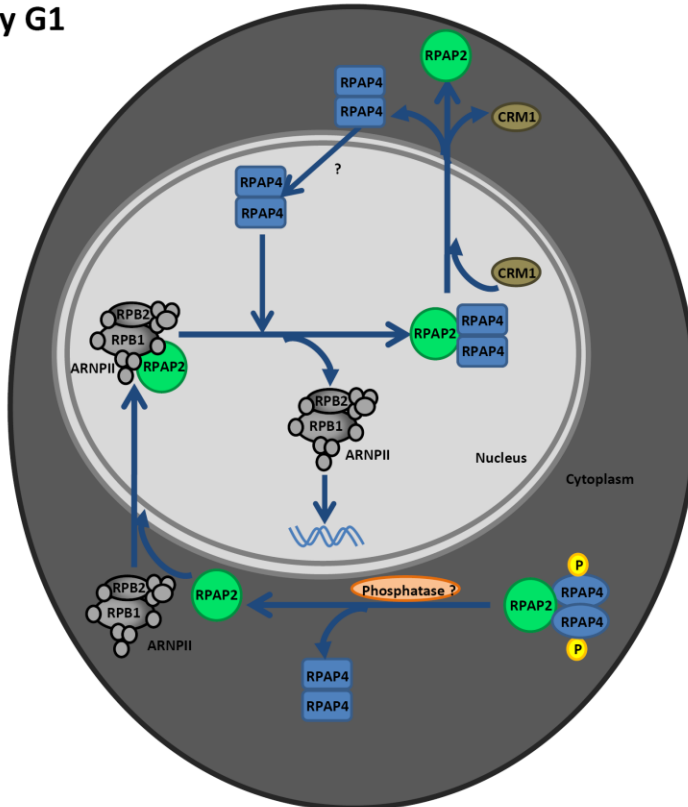 y G1
RPAP2
RPAP4
RPAP4
CRM1
?
RPAP4
RPAP4
CRM1
RPB2
RPB1
ARNPII
RPAP2
RPAP2
RPAP4
RPAP4
RPB2
RPB1
ARNPII
Nucleus
Cytoplasm
RPB2
RPB1
ARNPII
RPAP2
Phosphatase ?
RPAP2
P
RPAP4
RPAP4
P
RPAP4
RPAP4